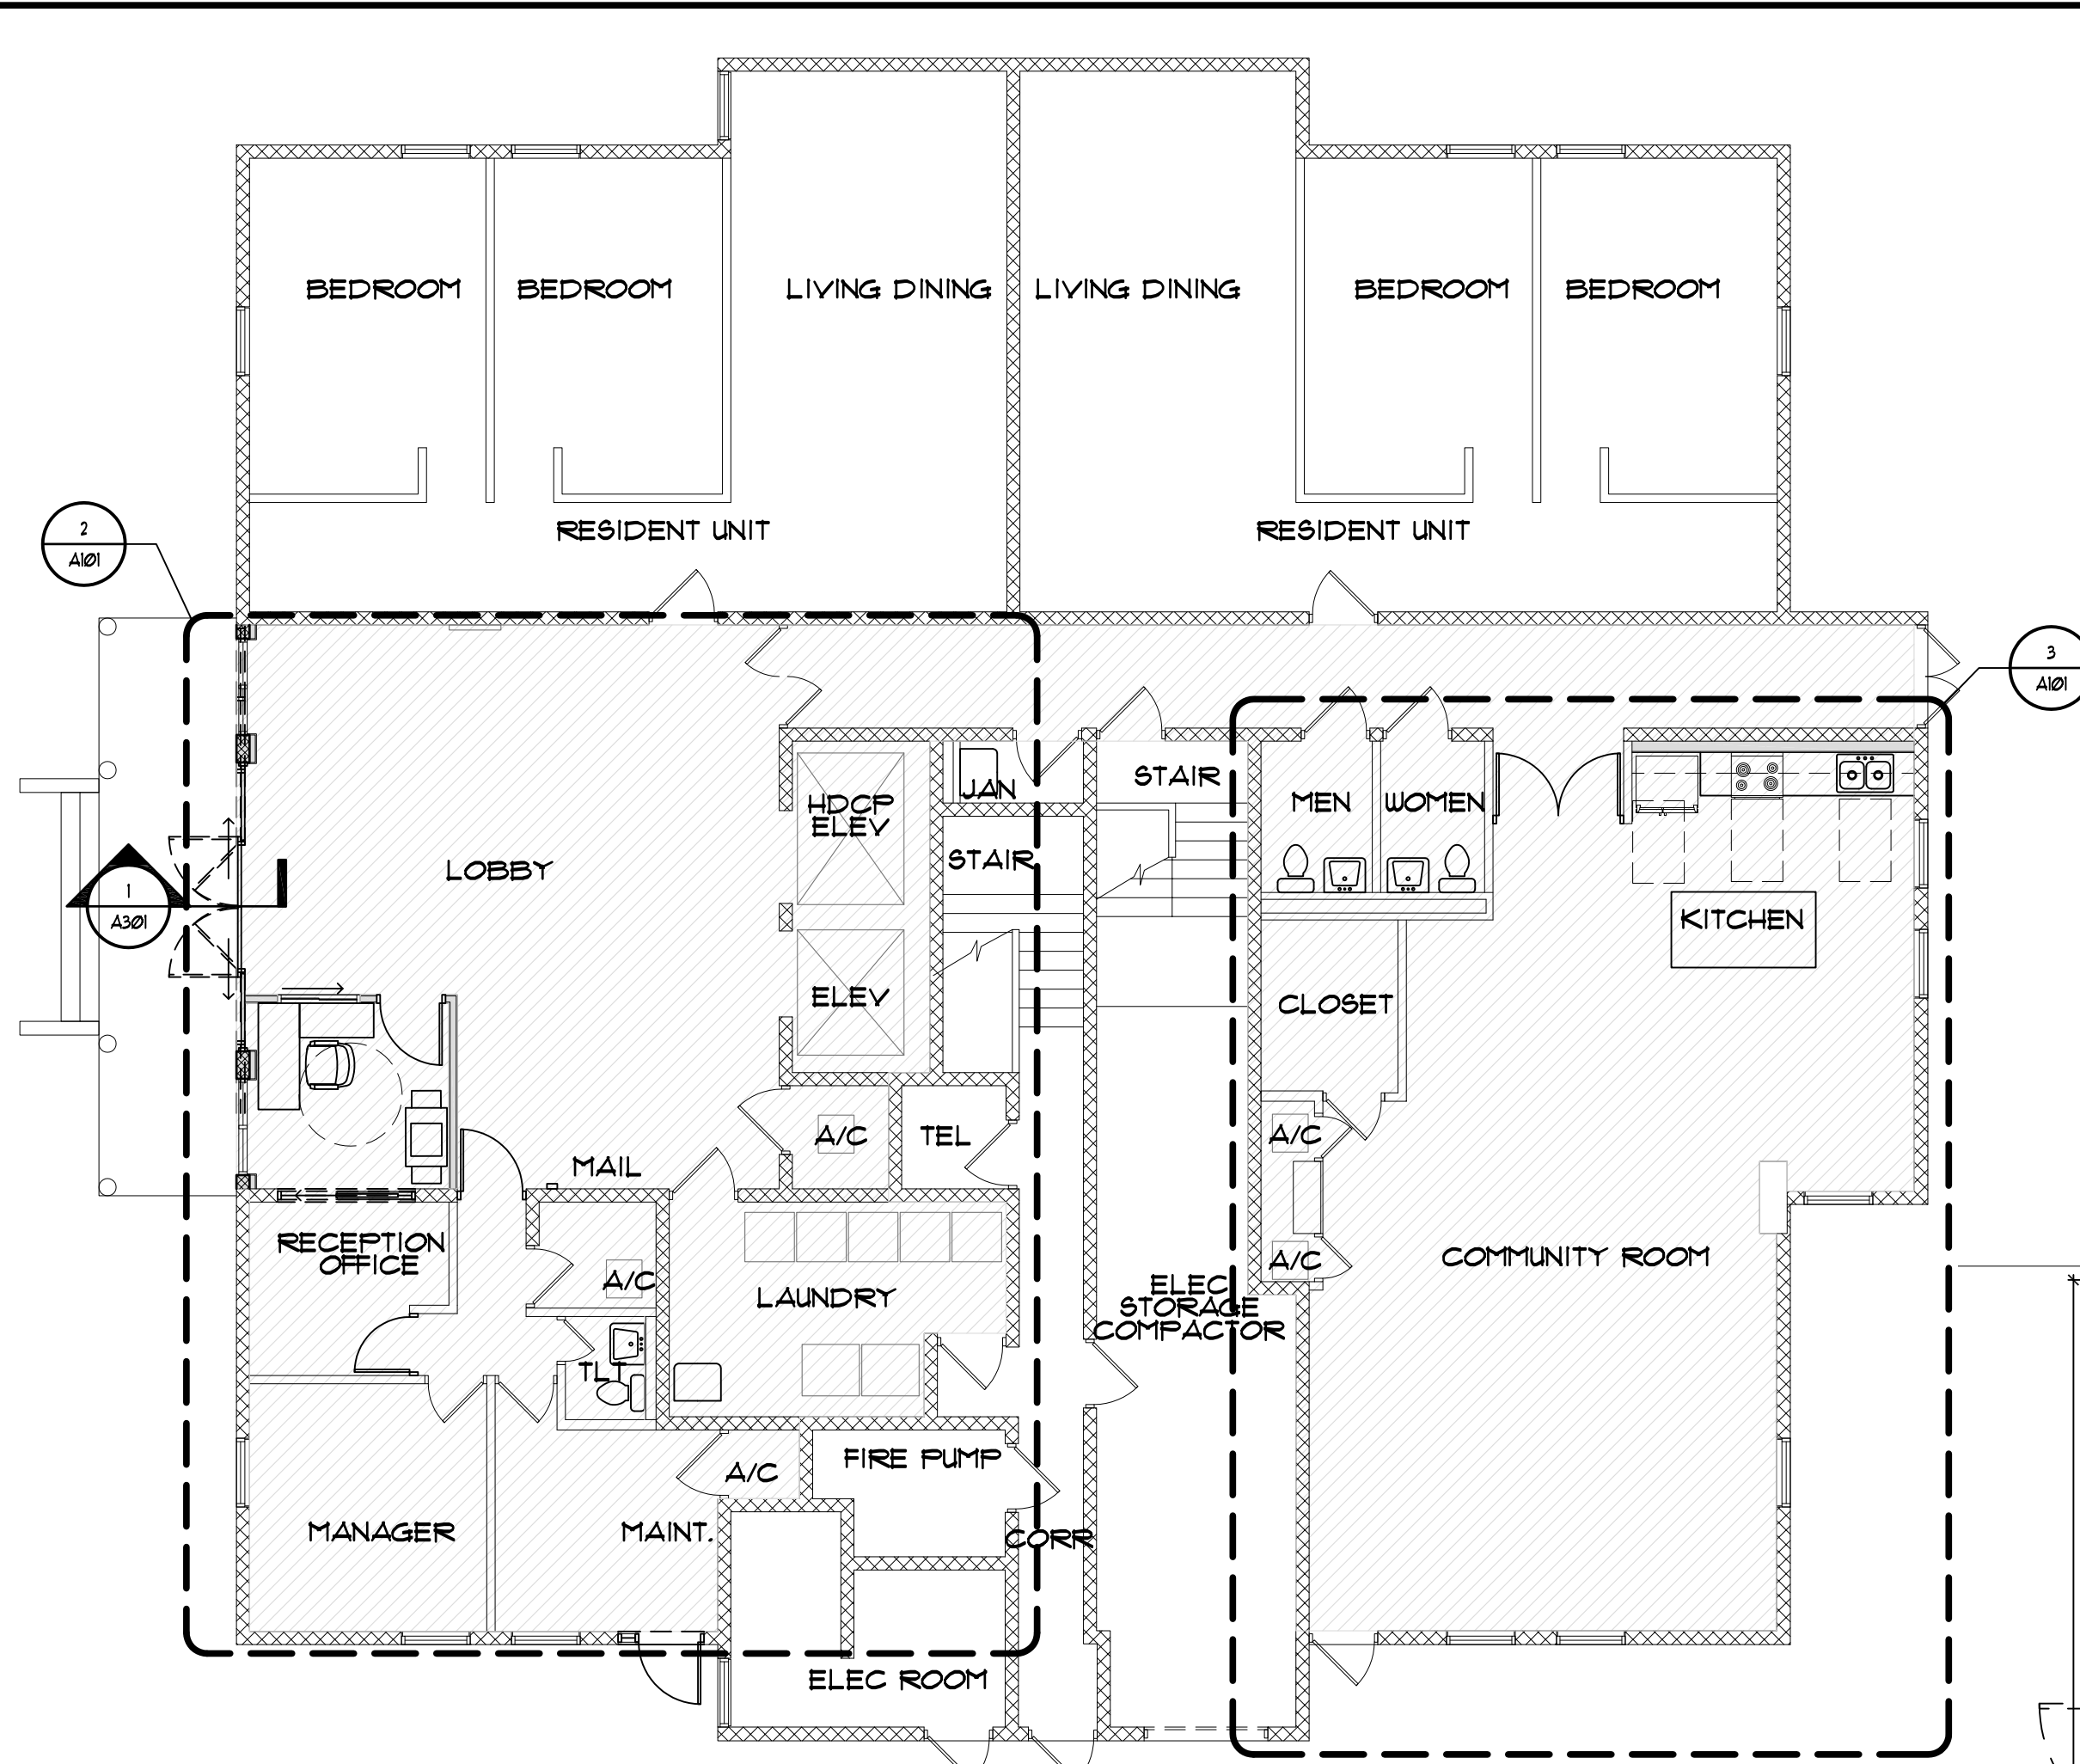 BEDROOM
BEDROOM
LIVING DINING
LIVING DINING
BEDROOM
BEDROOM
RESIDENT UNIT
RESIDENT UNIT
2
A101
3
A101
STAIR
JAN
HDCP
ELEV
MEN
WOMEN
STAIR
LOBBY
1
A301
KITCHEN
ELEV
CLOSET
A/C
TEL
A/C
MAIL
RECEPTION
OFFICE
A/C
A/C
COMMUNITY ROOM
LAUNDRY
ELEC
STORAGE
COMPACTOR
TLT
FIRE PUMP
A/C
MANAGER
MAINT.
CORR
ELEC ROOM